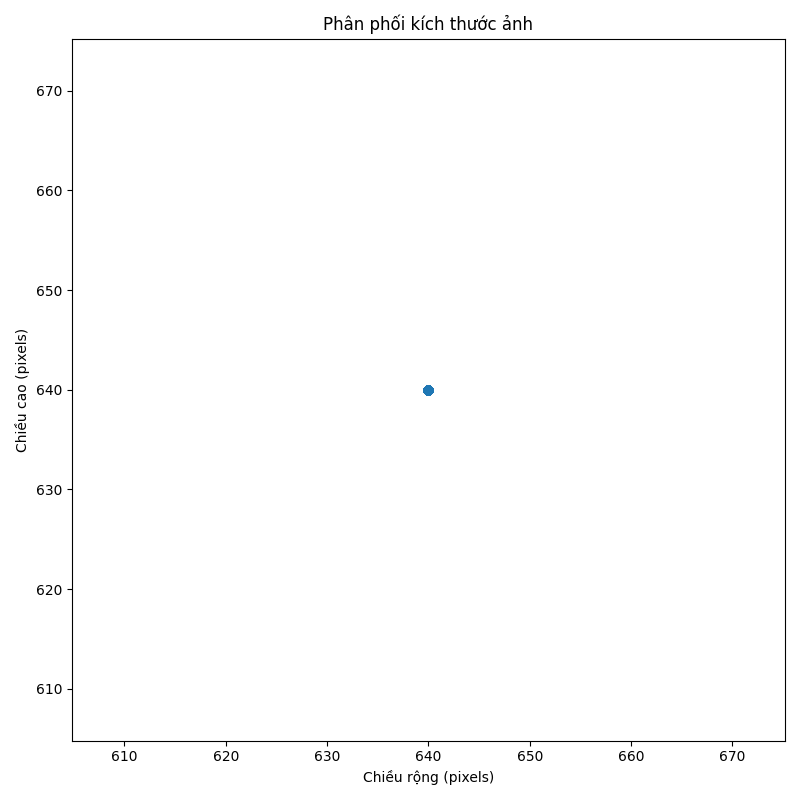 Phân phối kích thước ảnh
670
660
650
640
630
620
610
Chiều cao (pixels)
610 620 630 640 650 660 670
Chiều rộng (pixels)